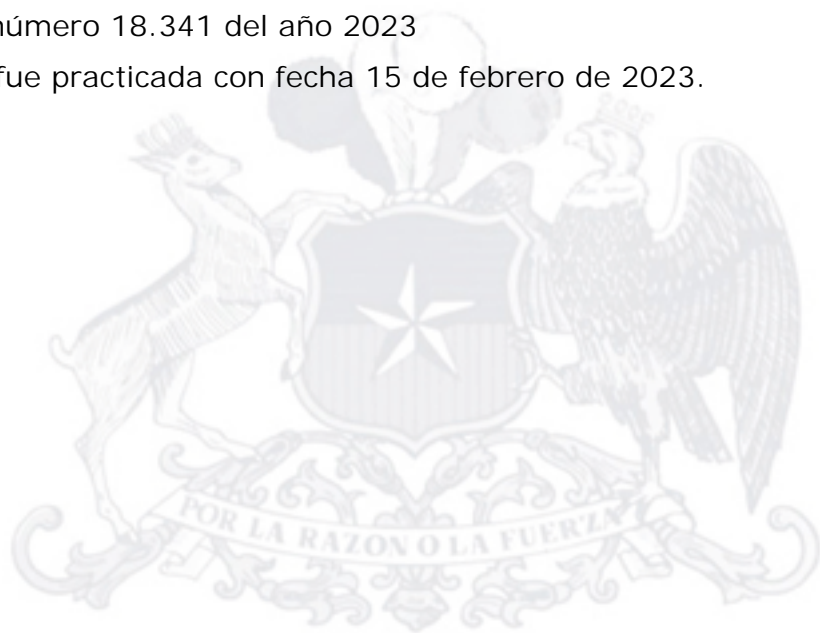 número 18.341 del año 2023
fue practicada con fecha 15 de febrero de 2023.
POR LA RAZON O LA FUERZA